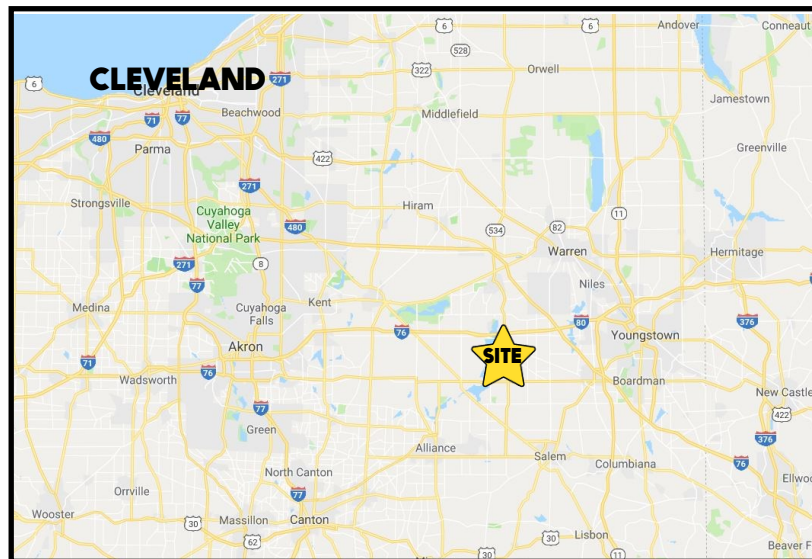 6
Andover
Conneaut
6
6
528
322
Orwell
CLEVELAND
Cleveland
271
6
Jamestown
Beachwood
71
77
Middlefield
480
Parma
Greenville
422
271
Strongsville
Cuyahoga
Valley
National Park
Hiram
11
480
534
82
Warren
Hermitage
271
8
77
Niles
Medina
Cuyahoga
Falls
Kent
76
80
376
Youngstown
Akron
SITE
71
76
Wadsworth
Boardman
New Castle
77
422
Green
376
Alliance
Salem
Columbiana
76
North Canton
Orrville
77
Wooster
30
Massillon
Canton
62
30
30
Lisbon
11